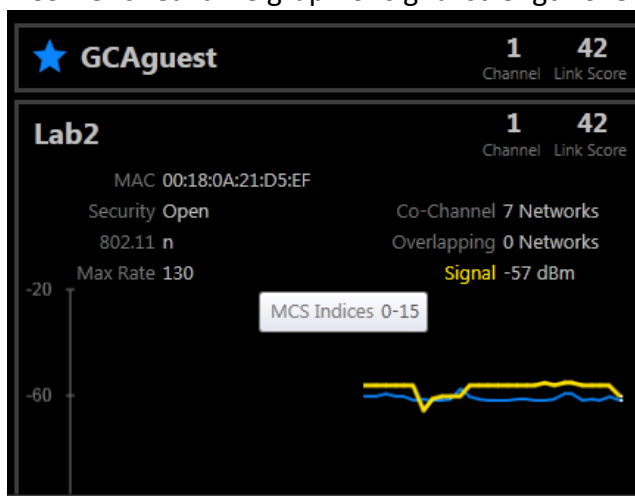 GCAguest 1 42
Channel Link Score
Lab2 1 42
Channel Link Score
MAC 00:18:0A:21:D5:EF
Security Open Co-Channel 7 Networks
802.11 n Overlapping 0 Networks
Max Rate 130 Signal -57 dBm
-20
MCS Indices 0-15
-60